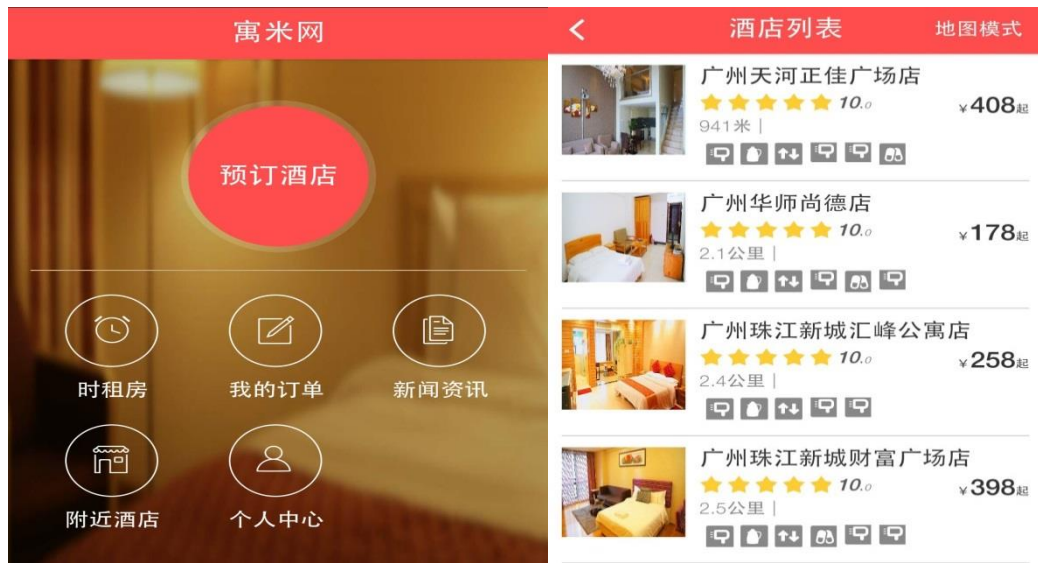 寓米网
预订酒店
时租房
我的订单
新闻资讯
附近酒店
个人中心
酒店列表
地图模式
广州天河正佳广场店
10.0
¥408起
941米 |
广州华师尚德店
10.0
¥178起
2.1公里 |
广州珠江新城汇峰公寓店
10.0
¥258起
2.4公里 |
广州珠江新城财富广场店
10.0
¥398起
2.5公里 |